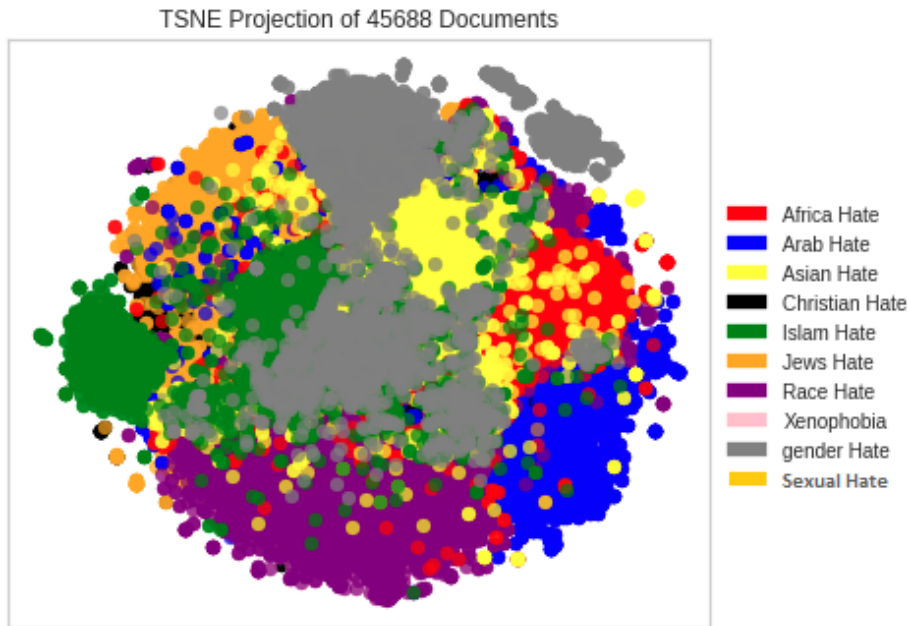 TSNE Projection of 45688 Documents
Africa Hate
Arab Hate
Asian Hate
Christian Hate
Islam Hate
Jews Hate
Race Hate
Xenophobia
gender Hate
Sexual Hate